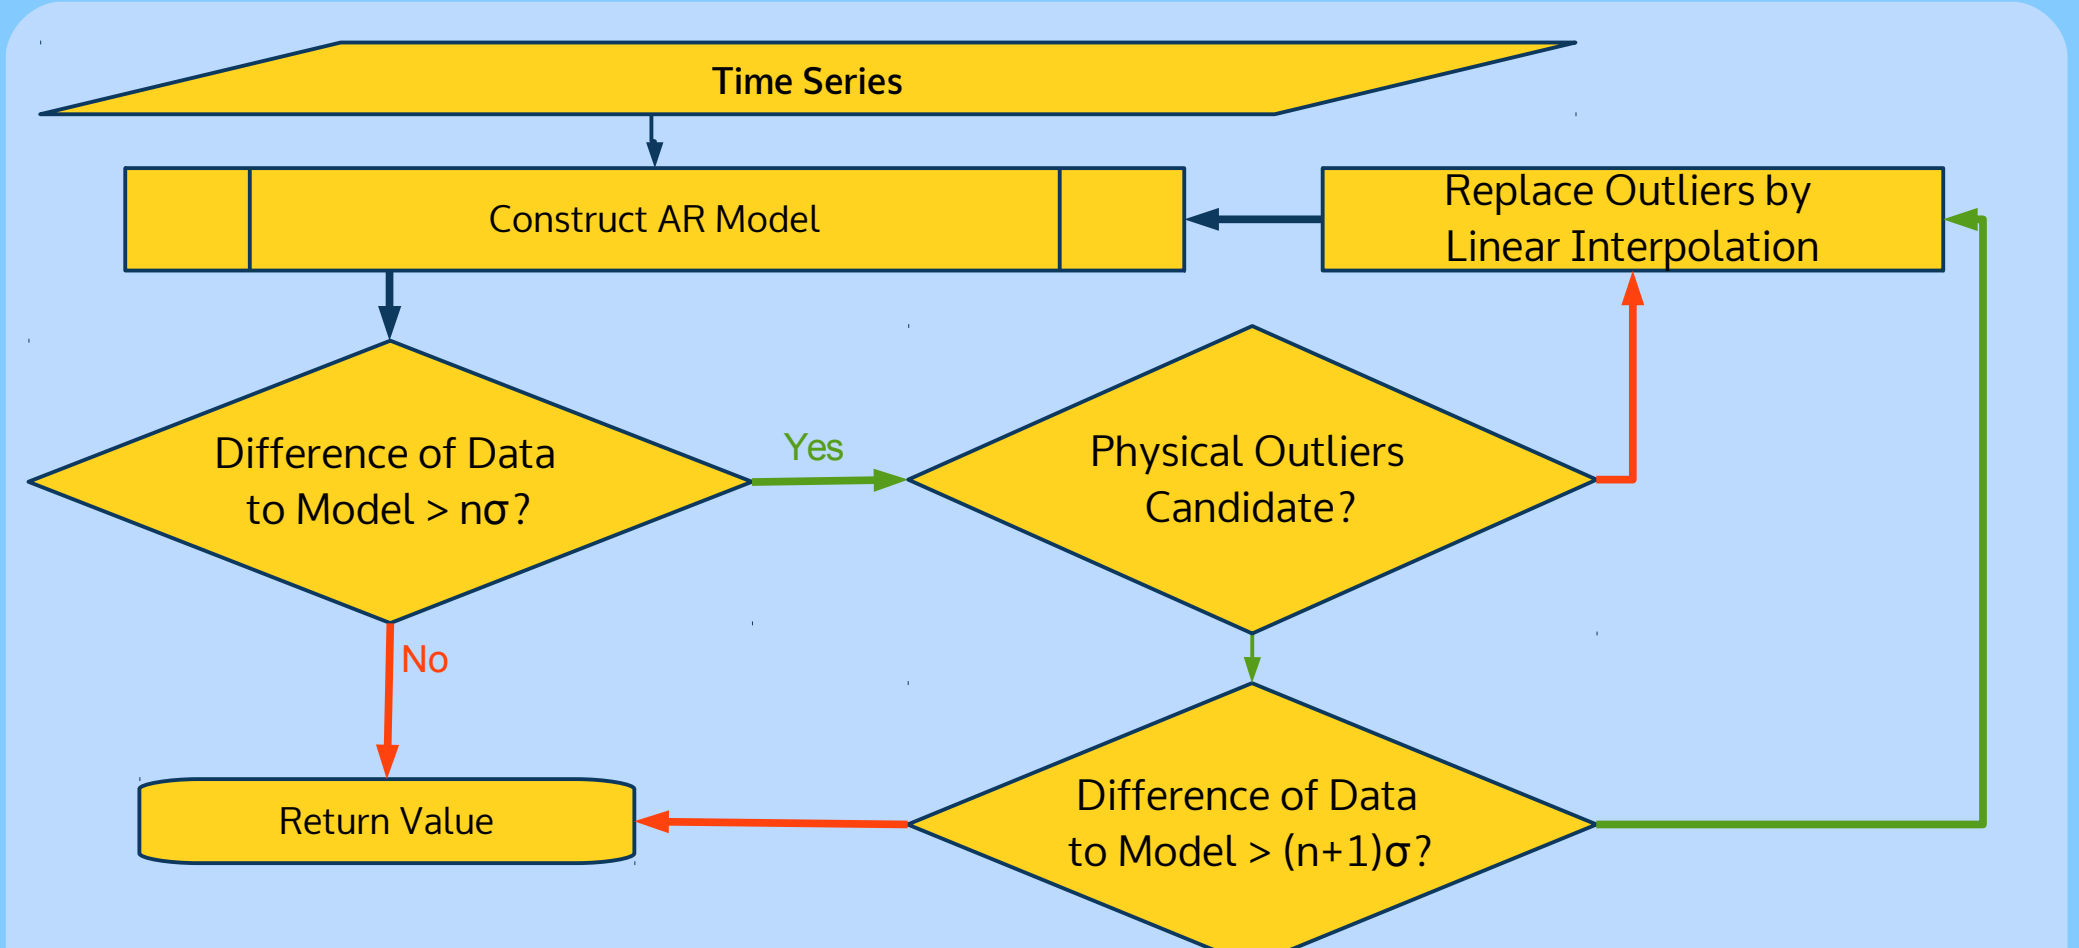 Time Series
Construct AR Model
Replace Outliers by
Linear Interpolation
Difference of Data
to Model > nσ?
Yes
Physical Outliers
Candidate?
No
Return Value
Difference of Data
to Model > (n+1)σ?